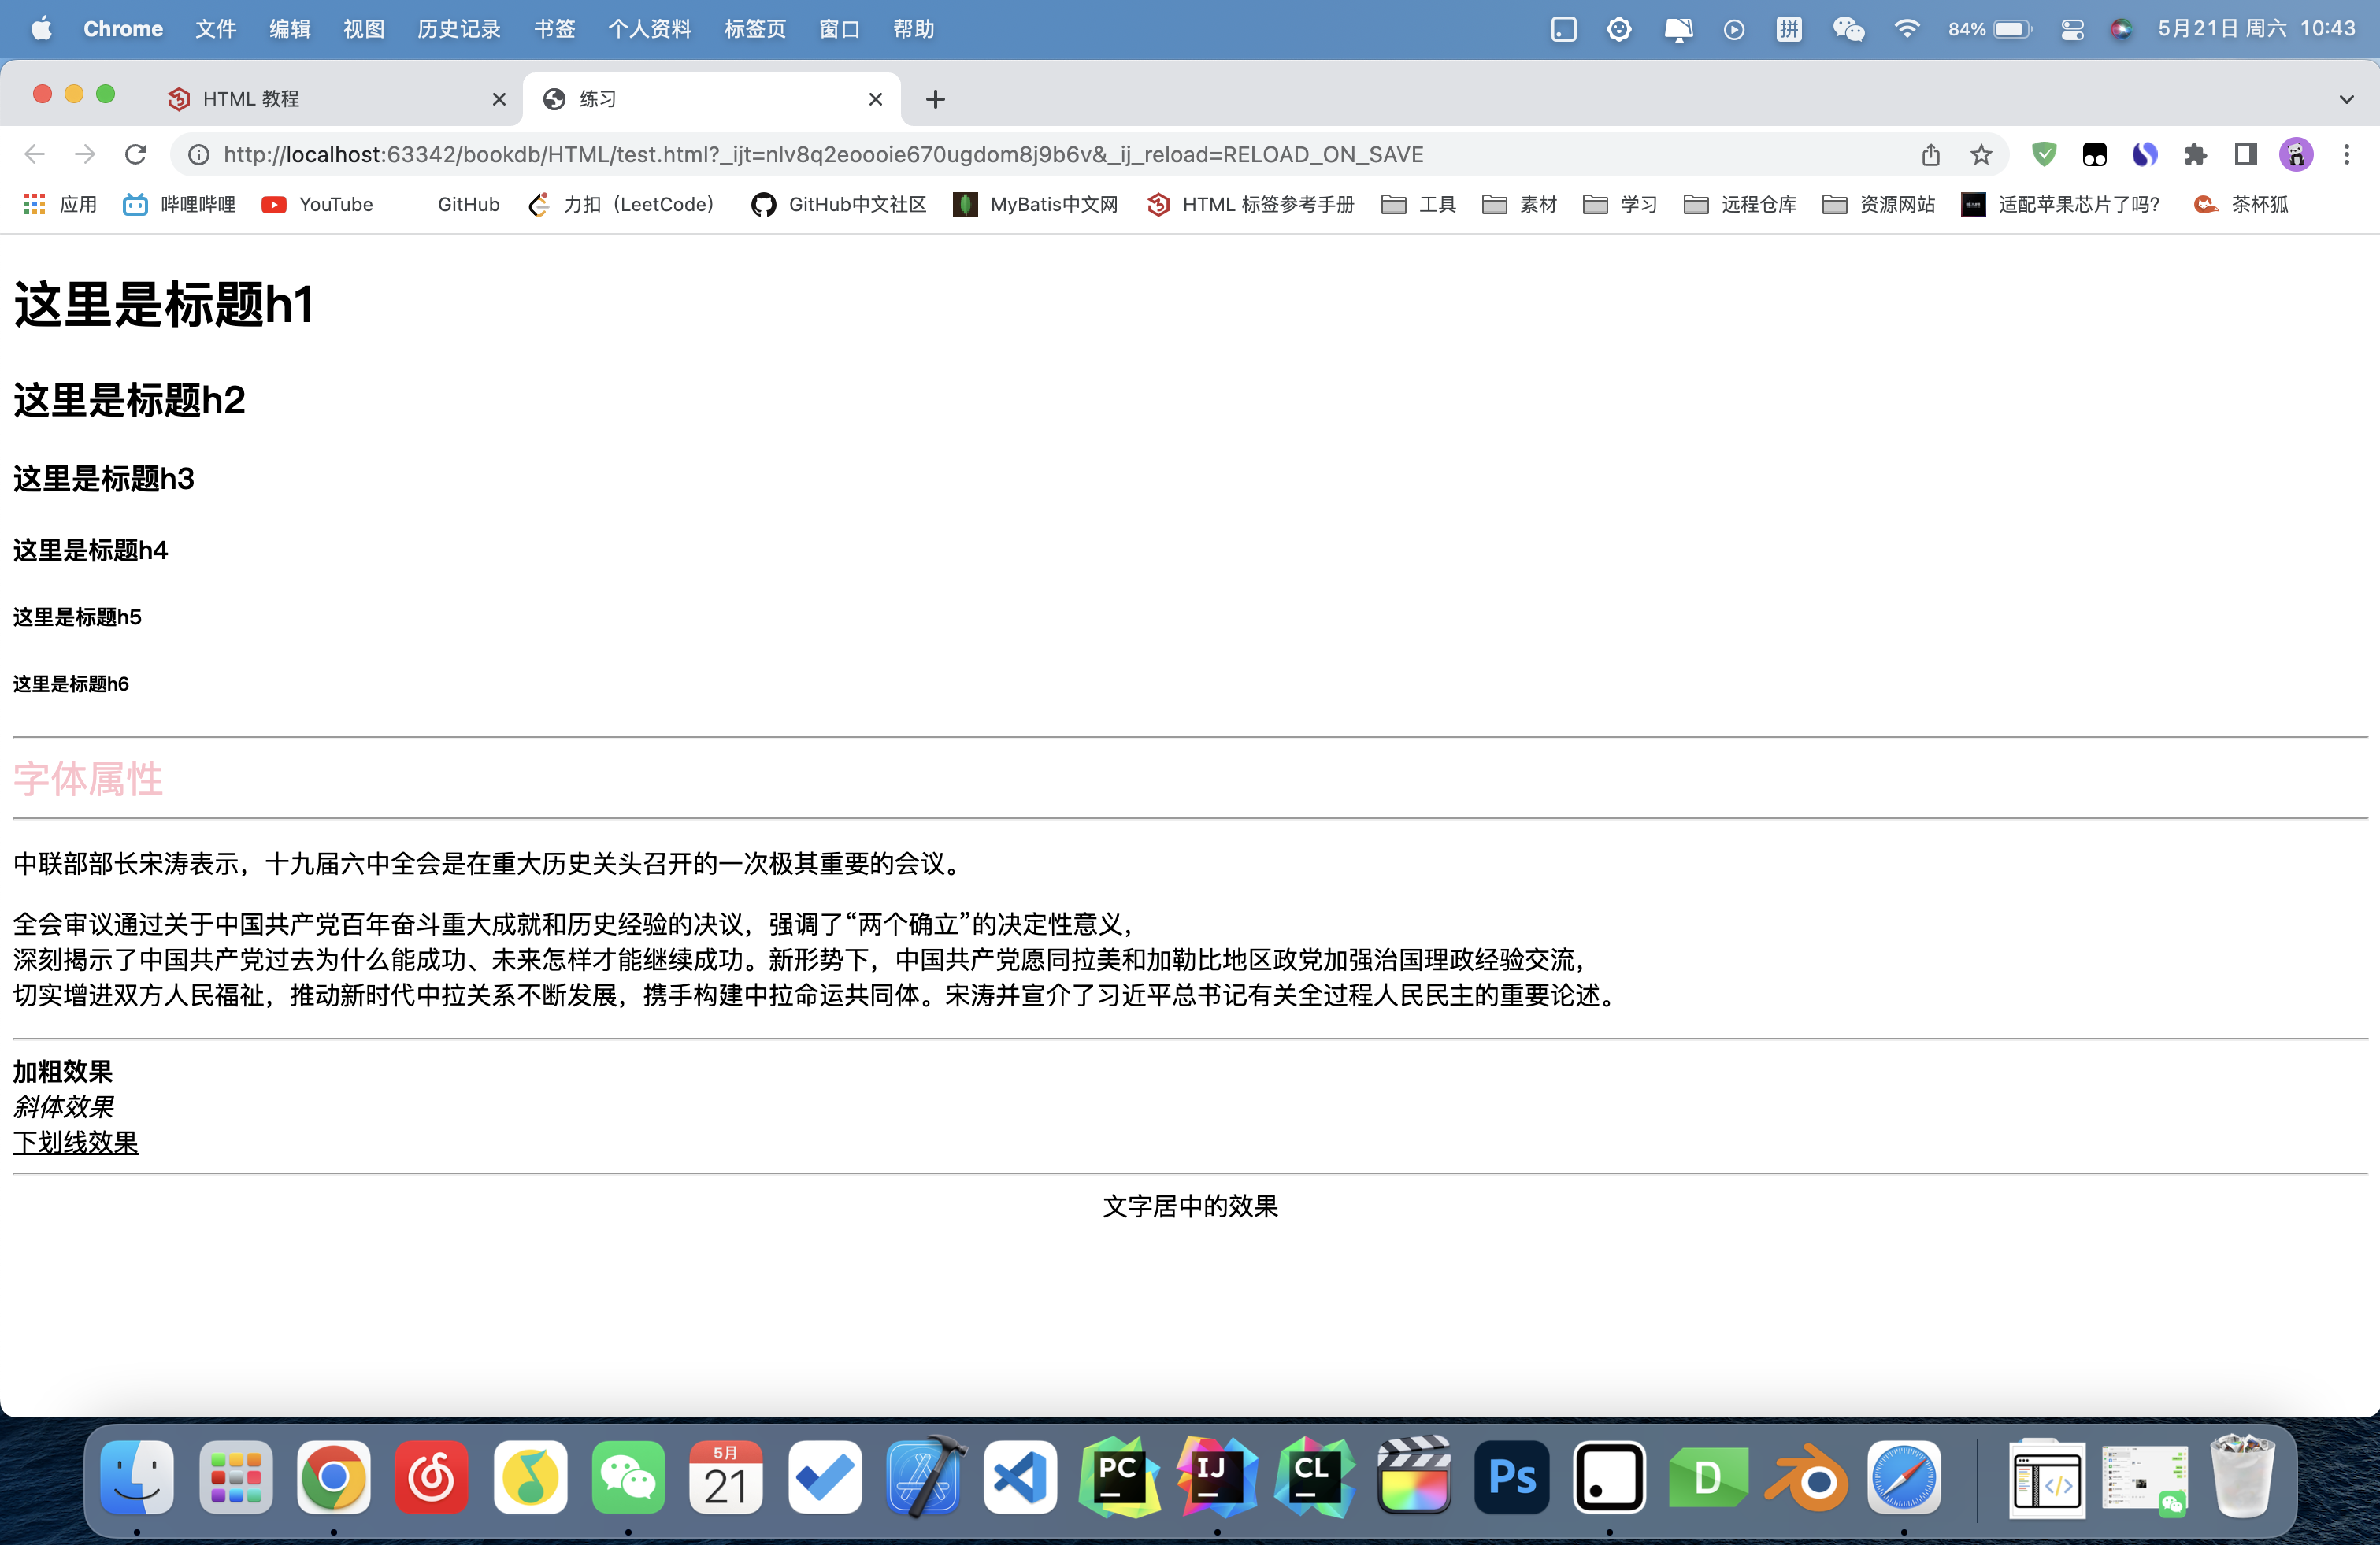 Chrome 文件 编辑 视图 历史记录 书签 个人资料 标签页 窗口 帮助 拼 84% 5月21日 周六 10:43
HTML 教程 练习
http://localhost:63342/bookdb/HTML/test.html?_ijt=nlv8q2eoooie670ugdom8j9b6v&_ij_reload=RELOAD_ON_SAVE
应用 哔哩哔哩 YouTube GitHub 力扣（LeetCode） GitHub中文社区 MyBatis中文网 HTML 标签参考手册 工具 素材 学习 远程仓库 资源网站 适配苹果芯片了吗? 茶杯狐
这里是标题h1
这里是标题h2
这里是标题h3
这里是标题h4
这里是标题h5
这里是标题h6
字体属性
中联部部长宋涛表示，十九届六中全会是在重大历史关头召开的一次极其重要的会议。
全会审议通过关于中国共产党百年奋斗重大成就和历史经验的决议，强调了“两个确立”的决定性意义，
深刻揭示了中国共产党过去为什么能成功、未来怎样才能继续成功。新形势下，中国共产党愿同拉美和加勒比地区政党加强治国理政经验交流，
切实增进双方人民福祉，推动新时代中拉关系不断发展，携手构建中拉命运共同体。宋涛并宣介了习近平总书记有关全过程人民民主的重要论述。
加粗效果
斜体效果
下划线效果
文字居中的效果
5月
21
PC
IJ
CL
Ps
D